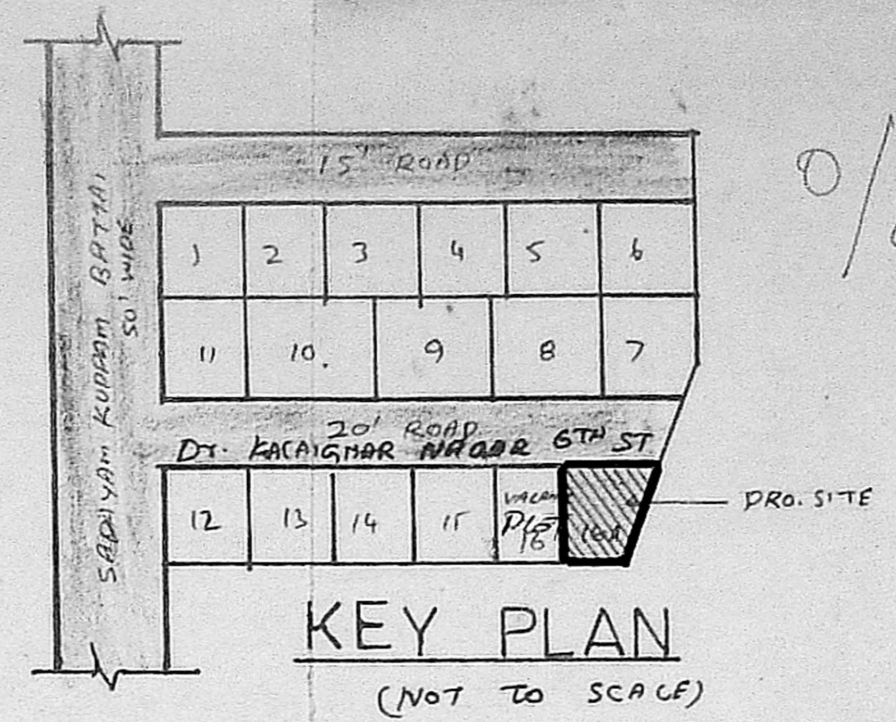 15' ROAD
SADAYAM KUPPAM
50' WIDE
1 2 3 4 5 6
11 10 9 8 7
20' ROAD
Dr. KALAIGNAR NAGAR 6TH ST
12 13 14 15
VACANT
PLOT
16
16A
PRO. SITE
KEY PLAN
(NOT TO SCALE)